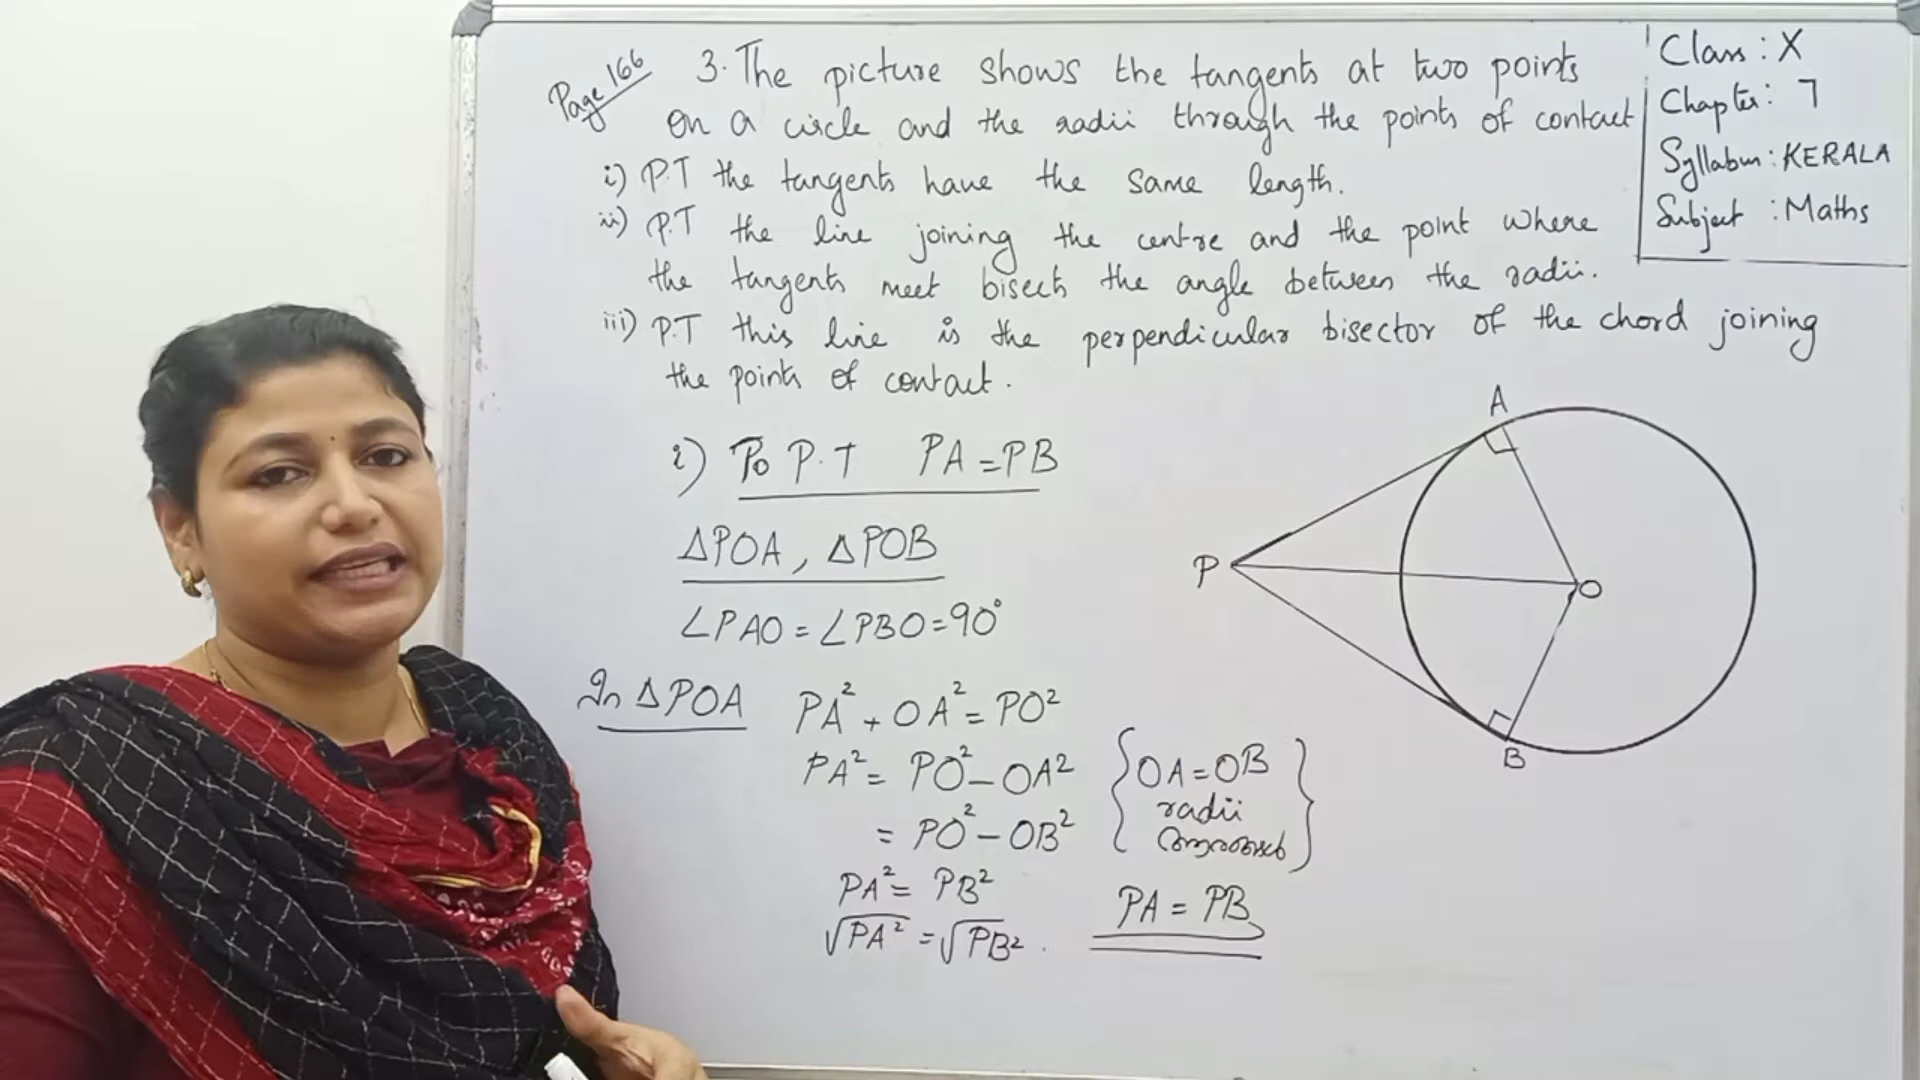 Page 166
3. The picture shows the tangents at two points
on a circle and the radii through the points of contact
i) P.T the tangents have the same length.
ii) P.T the line joining the centre and the point where
the tangents meet bisects the angle between the radii.
iii) P.T this line is the perpendicular bisector of the chord joining
the points of contact.
Class : X
Chapter : 7
Syllabus : KERALA
Subject : Maths
i) To P.T PA = PB
ΔPOA, ΔPOB
∠PAO = ∠PBO = 90°
In ΔPOA PA² + OA² = PO²
PA² = PO² - OA²
= PO² - OB²
PA² = PB²
√PA² = √PB².
{OA = OB
radii
}
PA = PB
A
P
O
B